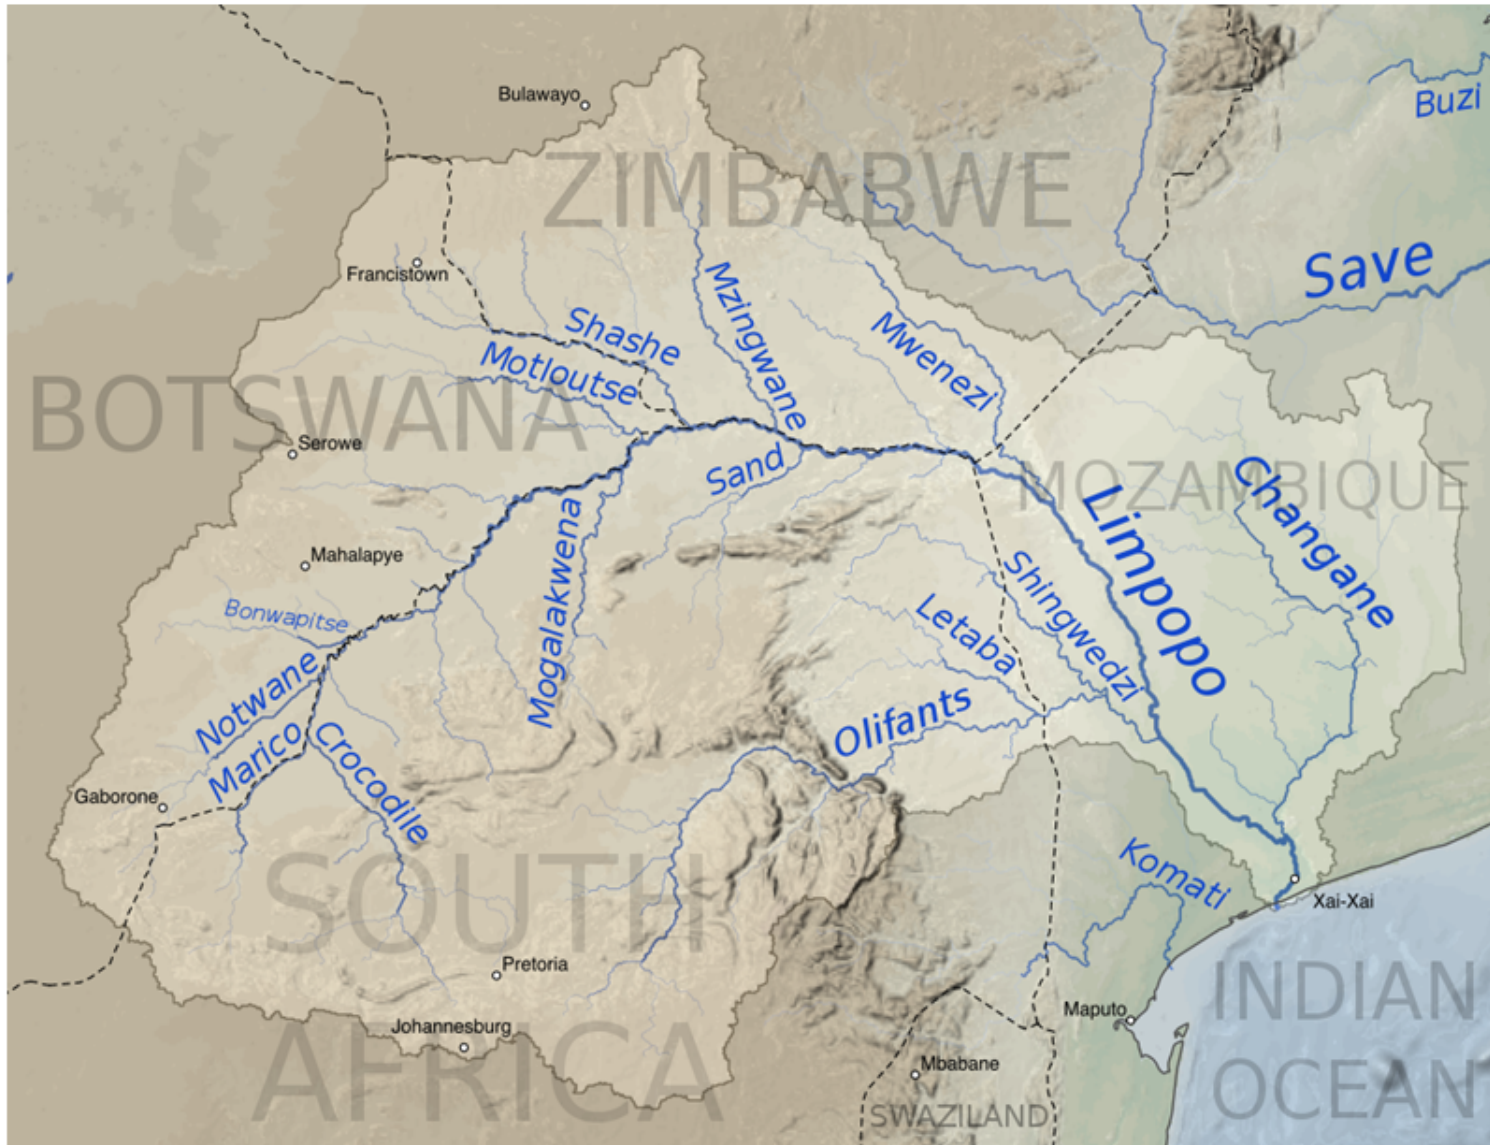 Bulawayo
Buzi
ZIMBABWE
Save
Francistown
Mzingwane
Shashe
Mwenezi
Motloutse
BOTSWANA
Serowe
Sand
MOZAMBIQUE
Changane
Limpopo
Mogalakwena
Mahalapye
Shingwedzi
Bonwapitse
Letaba
Notwane
Olifants
Marico
Crocodile
Gaborone
Komati
SOUTH
AFRICA
Xai-Xai
Pretoria
INDIAN
OCEAN
Maputo
Johannesburg
Mbabane
SWAZILAND